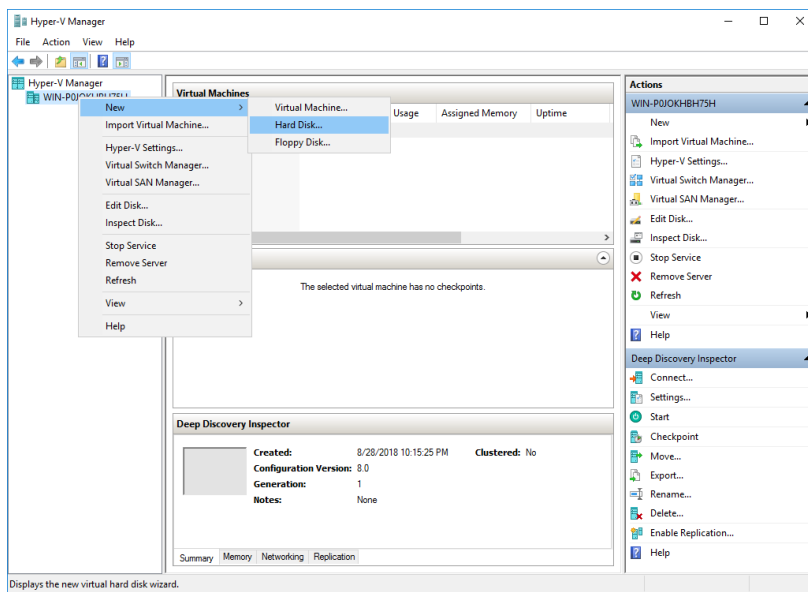 Hyper-V Manager
File Action View Help
Hyper-V Manager
New
Import Virtual Machine...
Hyper-V Settings...
Virtual Switch Manager...
Virtual SAN Manager...
Edit Disk...
Inspect Disk...
Stop Service
Remove Server
Refresh
View
Help
Virtual Machine...
Hard Disk...
Floppy Disk...
Virtual Machines
Usage Assigned Memory Uptime
The selected virtual machine has no checkpoints.
Deep Discovery Inspector
Created: 8/28/2018 10:15:25 PM Clustered: No
Configuration Version: 8.0
Generation: 1
Notes: None
Summary Memory Networking Replication
Actions
WIN-P0JOKHBH75H
New
Import Virtual Machine...
Hyper-V Settings...
Virtual Switch Manager...
Virtual SAN Manager...
Edit Disk...
Inspect Disk...
Stop Service
Remove Server
Refresh
View
Help
Deep Discovery Inspector
Connect...
Settings...
Start
Checkpoint
Move...
Export...
Rename...
Delete...
Enable Replication...
Help
Displays the new virtual hard disk wizard.